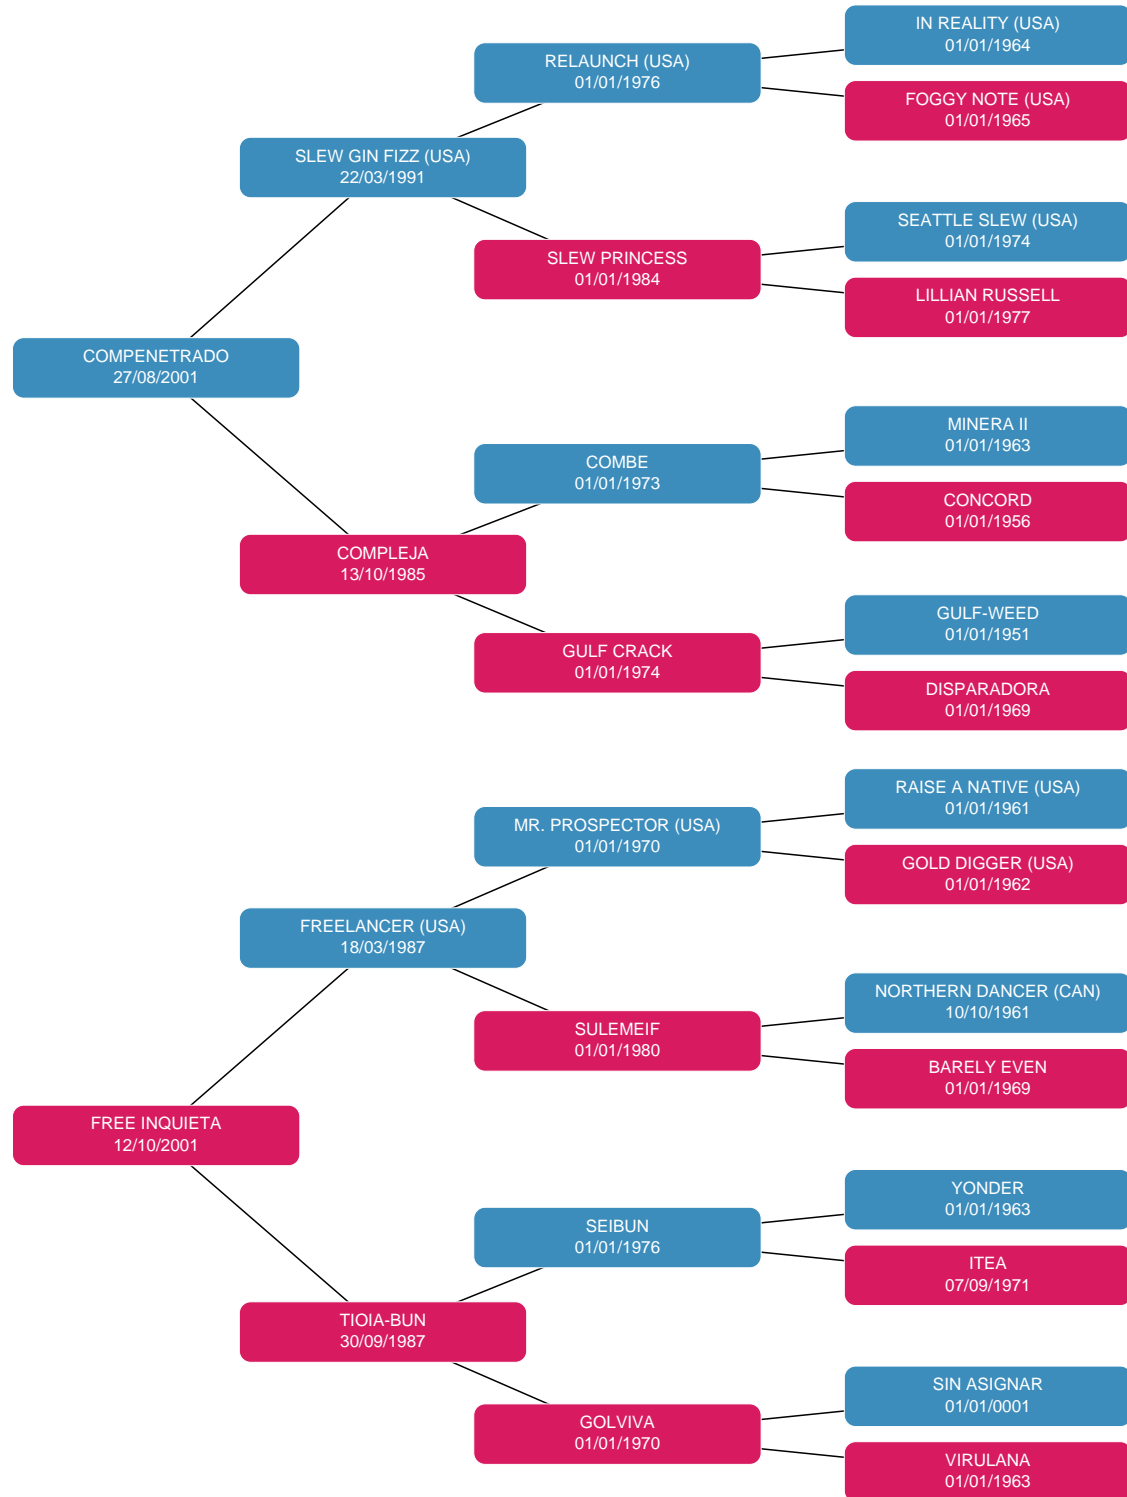 IN REALITY (USA)
01/01/1964
RELAUNCH (USA)
01/01/1976
FOGGY NOTE (USA)
01/01/1965
SLEW GIN FIZZ (USA)
22/03/1991
SEATTLE SLEW (USA)
01/01/1974
SLEW PRINCESS
01/01/1984
LILLIAN RUSSELL
01/01/1977
COMPENETRADO
27/08/2001
MINERA II
01/01/1963
COMBE
01/01/1973
CONCORD
01/01/1956
COMPLEJA
13/10/1985
GULF-WEED
01/01/1951
GULF CRACK
01/01/1974
DISPARADORA
01/01/1969
RAISE A NATIVE (USA)
01/01/1961
MR. PROSPECTOR (USA)
01/01/1970
GOLD DIGGER (USA)
01/01/1962
FREELANCER (USA)
18/03/1987
NORTHERN DANCER (CAN)
10/10/1961
SULEMEIF
01/01/1980
BARELY EVEN
01/01/1969
FREE INQUIETA
12/10/2001
YONDER
01/01/1963
SEIBUN
01/01/1976
ITEA
07/09/1971
TIOIA-BUN
30/09/1987
SIN ASIGNAR
01/01/0001
GOLVIVA
01/01/1970
VIRULANA
01/01/1963